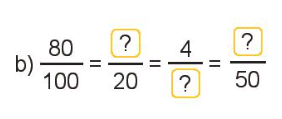 b) 80/100 = ?/20 = 4/? = ?/50